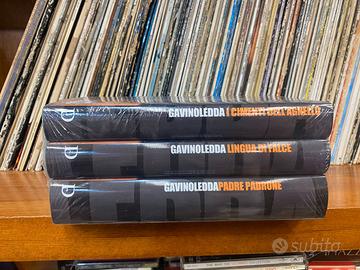 GAVINOLEDDA I CIMENTI DELL'AGNELLO
GAVINOLEDDA LINGUA DI FALCE
GAVINOLEDDA PADRE PADRONE
subito